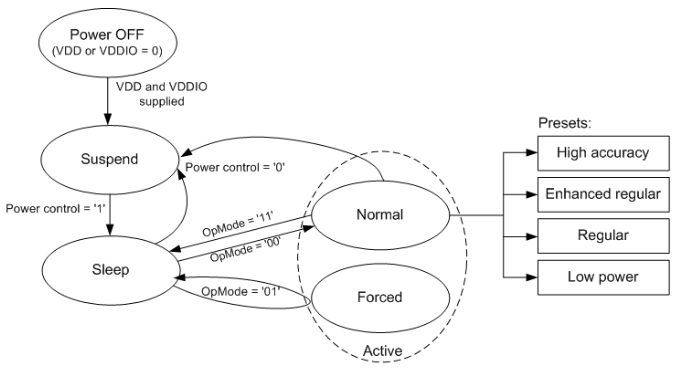 Power OFF
(VDD or VDDIO = 0)
VDD and VDDIO
supplied
Presets:
High accuracy
Suspend
Power control = '0'
Enhanced regular
Power control = '1'
OpMode = '11'
Normal
Regular
OpMode = '00'
Sleep
Low power
OpMode = '01'
Forced
Active